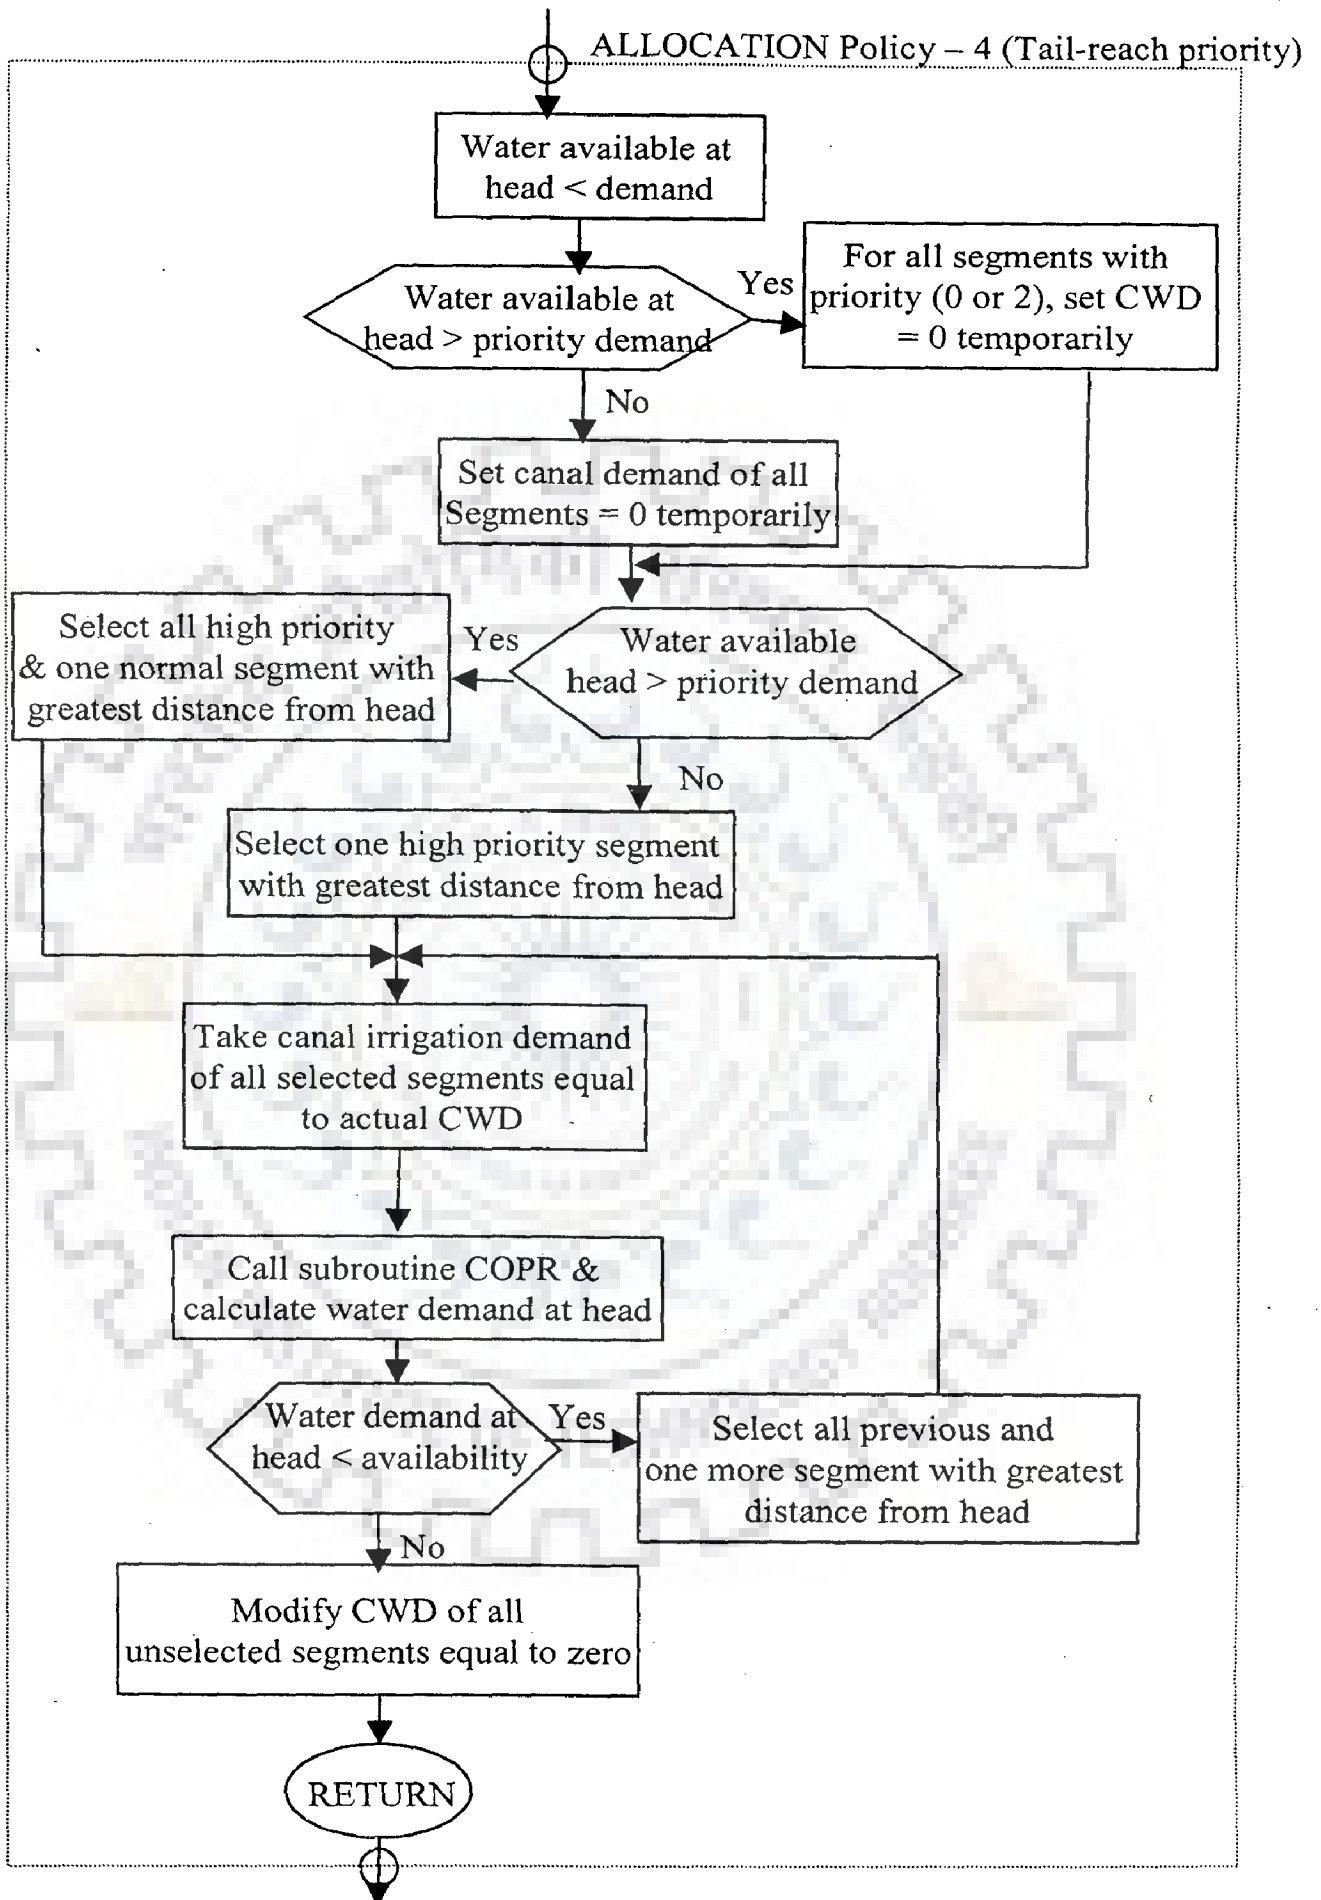 ALLOCATION Policy – 4 (Tail-reach priority)
Water available at
head < demand
Water available at
head > priority demand
Yes
For all segments with
priority (0 or 2), set CWD
= 0 temporarily
No
Set canal demand of all
Segments = 0 temporarily
Select all high priority
& one normal segment with
greatest distance from head
Yes
Water available
head > priority demand
No
Select one high priority segment
with greatest distance from head
Take canal irrigation demand
of all selected segments equal
to actual CWD
Call subroutine COPR &
calculate water demand at head
Water demand at
head < availability
Yes
Select all previous and
one more segment with greatest
distance from head
No
Modify CWD of all
unselected segments equal to zero
RETURN